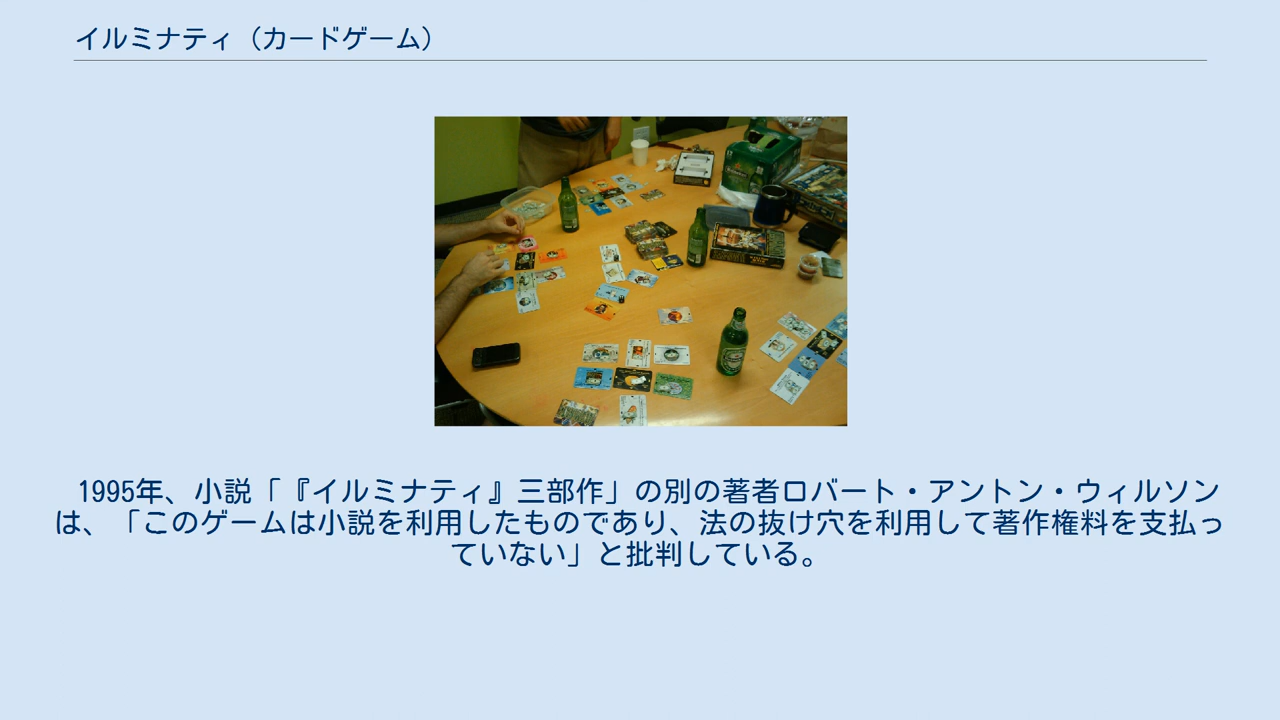 イルミナティ（カードゲーム）
1995年、小説「『イルミナティ』三部作」の別の著者ロバート・アントン・ウィルソン
は、「このゲームは小説を利用したものであり、法の抜け穴を利用して著作権料を支払っ
ていない」と批判している。